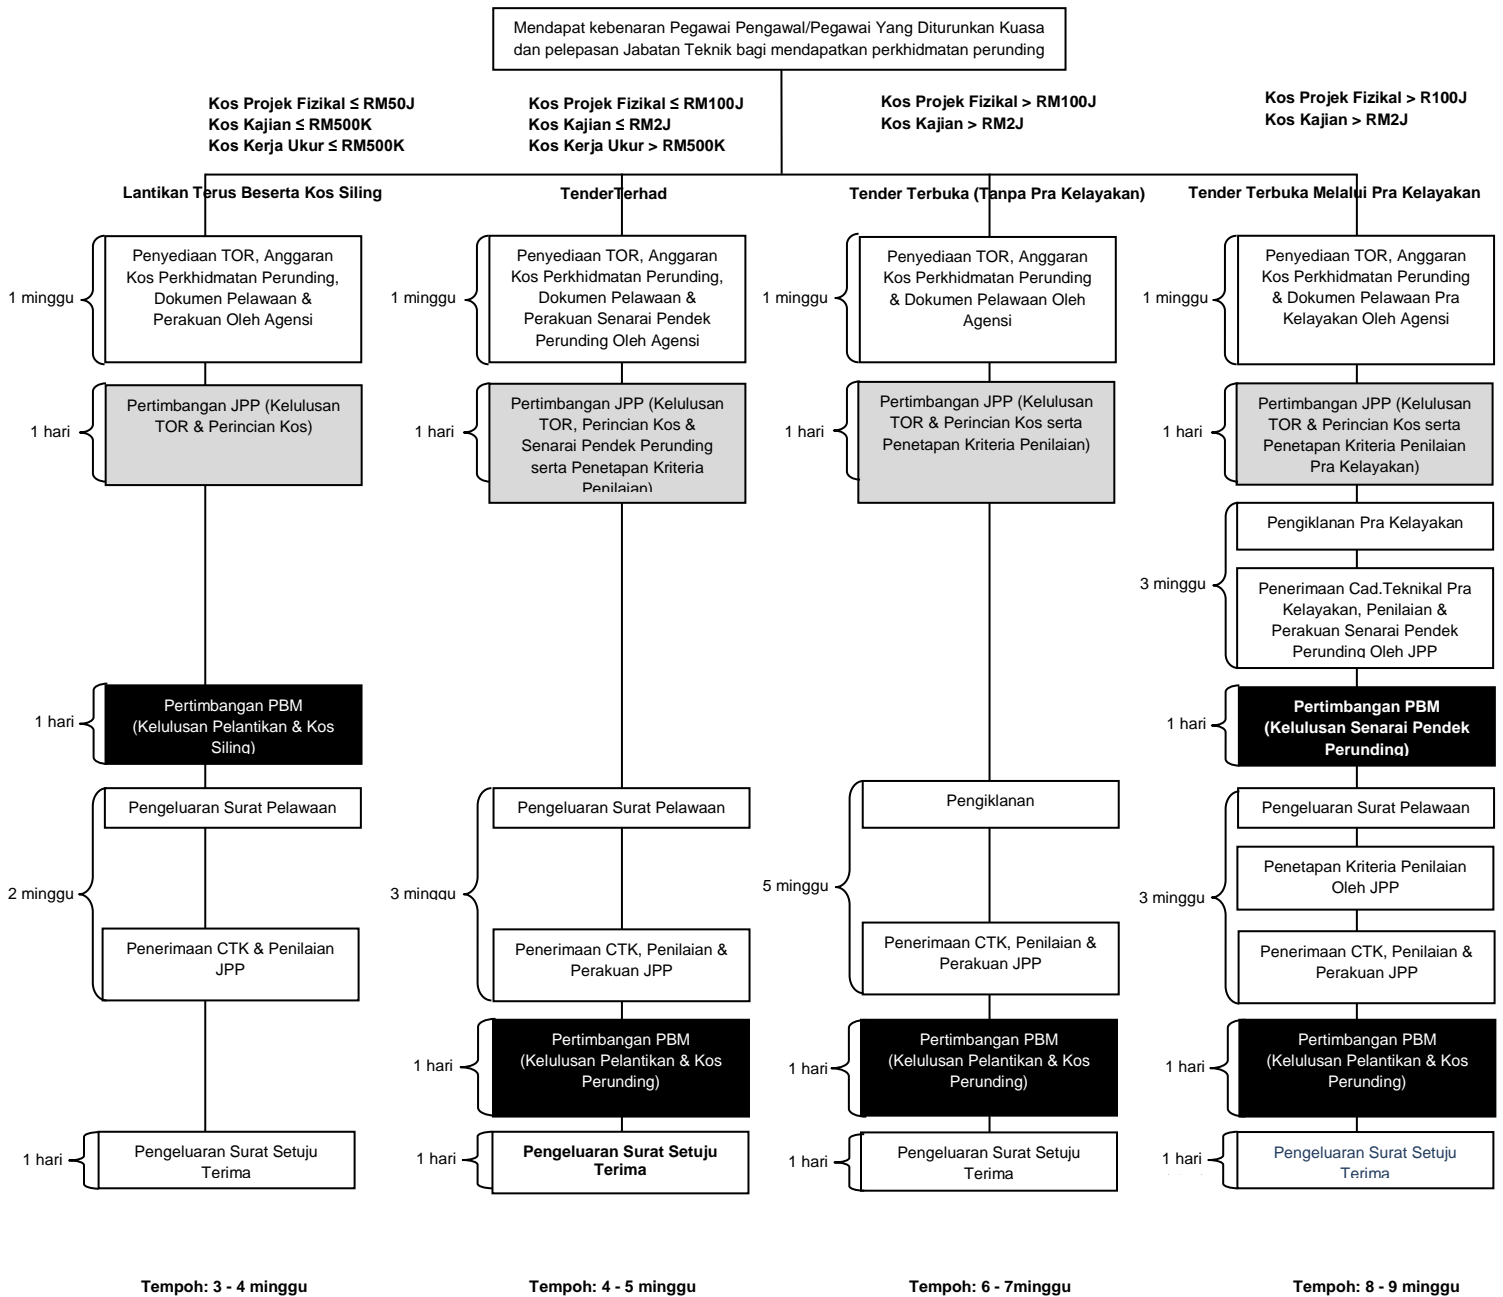 Mendapat kebenaran Pegawai Pengawal/Pegawai Yang Diturunkan Kuasa
dan pelepasan Jabatan Teknik bagi mendapatkan perkhidmatan perunding
Kos Projek Fizikal ≤ RM50J
Kos Kajian ≤ RM500K
Kos Kerja Ukur ≤ RM500K
Kos Projek Fizikal ≤ RM100J
Kos Kajian ≤ RM2J
Kos Kerja Ukur > RM500K
Kos Projek Fizikal > RM100J
Kos Kajian > RM2J
Kos Projek Fizikal > R100J
Kos Kajian > RM2J
Lantikan Terus Beserta Kos Siling
1 minggu
Penyediaan TOR, Anggaran
Kos Perkhidmatan Perunding,
Dokumen Pelawaan &
Perakuan Oleh Agensi
1 hari
Pertimbangan JPP (Kelulusan
TOR & Perincian Kos)
1 hari
Pertimbangan PBM
(Kelulusan Pelantikan & Kos
Siling)
2 minggu
Pengeluaran Surat Pelawaan
Penerimaan CTK & Penilaian
JPP
1 hari
Pengeluaran Surat Setuju
Terima
Tempoh: 3 - 4 minggu
TenderTerhad
1 minggu
Penyediaan TOR, Anggaran
Kos Perkhidmatan Perunding,
Dokumen Pelawaan &
Perakuan Senarai Pendek
Perunding Oleh Agensi
1 hari
Pertimbangan JPP (Kelulusan
TOR, Perincian Kos &
Senarai Pendek Perunding
serta Penetapan Kriteria
Penilaian)
3 minggu
Pengeluaran Surat Pelawaan
Penerimaan CTK, Penilaian &
Perakuan JPP
1 hari
Pertimbangan PBM
(Kelulusan Pelantikan & Kos
Perunding)
1 hari
Pengeluaran Surat Setuju
Terima
Tempoh: 4 - 5 minggu
Tender Terbuka (Tanpa Pra Kelayakan)
1 minggu
Penyediaan TOR, Anggaran
Kos Perkhidmatan Perunding
& Dokumen Pelawaan Oleh
Agensi
1 hari
Pertimbangan JPP (Kelulusan
TOR & Perincian Kos serta
Penetapan Kriteria Penilaian)
5 minggu
Pengiklanan
Penerimaan CTK, Penilaian &
Perakuan JPP
1 hari
Pertimbangan PBM
(Kelulusan Pelantikan & Kos
Perunding)
1 hari
Pengeluaran Surat Setuju
Terima
Tempoh: 6 - 7minggu
Tender Terbuka Melalui Pra Kelayakan
1 minggu
Penyediaan TOR, Anggaran
Kos Perkhidmatan Perunding
& Dokumen Pelawaan Pra
Kelayakan Oleh Agensi
1 hari
Pertimbangan JPP (Kelulusan
TOR & Perincian Kos serta
Penetapan Kriteria Penilaian
Pra Kelayakan)
3 minggu
Pengiklanan Pra Kelayakan
Penerimaan Cad.Teknikal Pra
Kelayakan, Penilaian &
Perakuan Senarai Pendek
Perunding Oleh JPP
1 hari
Pertimbangan PBM
(Kelulusan Senarai Pendek
Perunding)
3 minggu
Pengeluaran Surat Pelawaan
Penetapan Kriteria Penilaian
Oleh JPP
Penerimaan CTK, Penilaian &
Perakuan JPP
1 hari
Pertimbangan PBM
(Kelulusan Pelantikan & Kos
Perunding)
1 hari
Pengeluaran Surat Setuju
Terima
Tempoh: 8 - 9 minggu